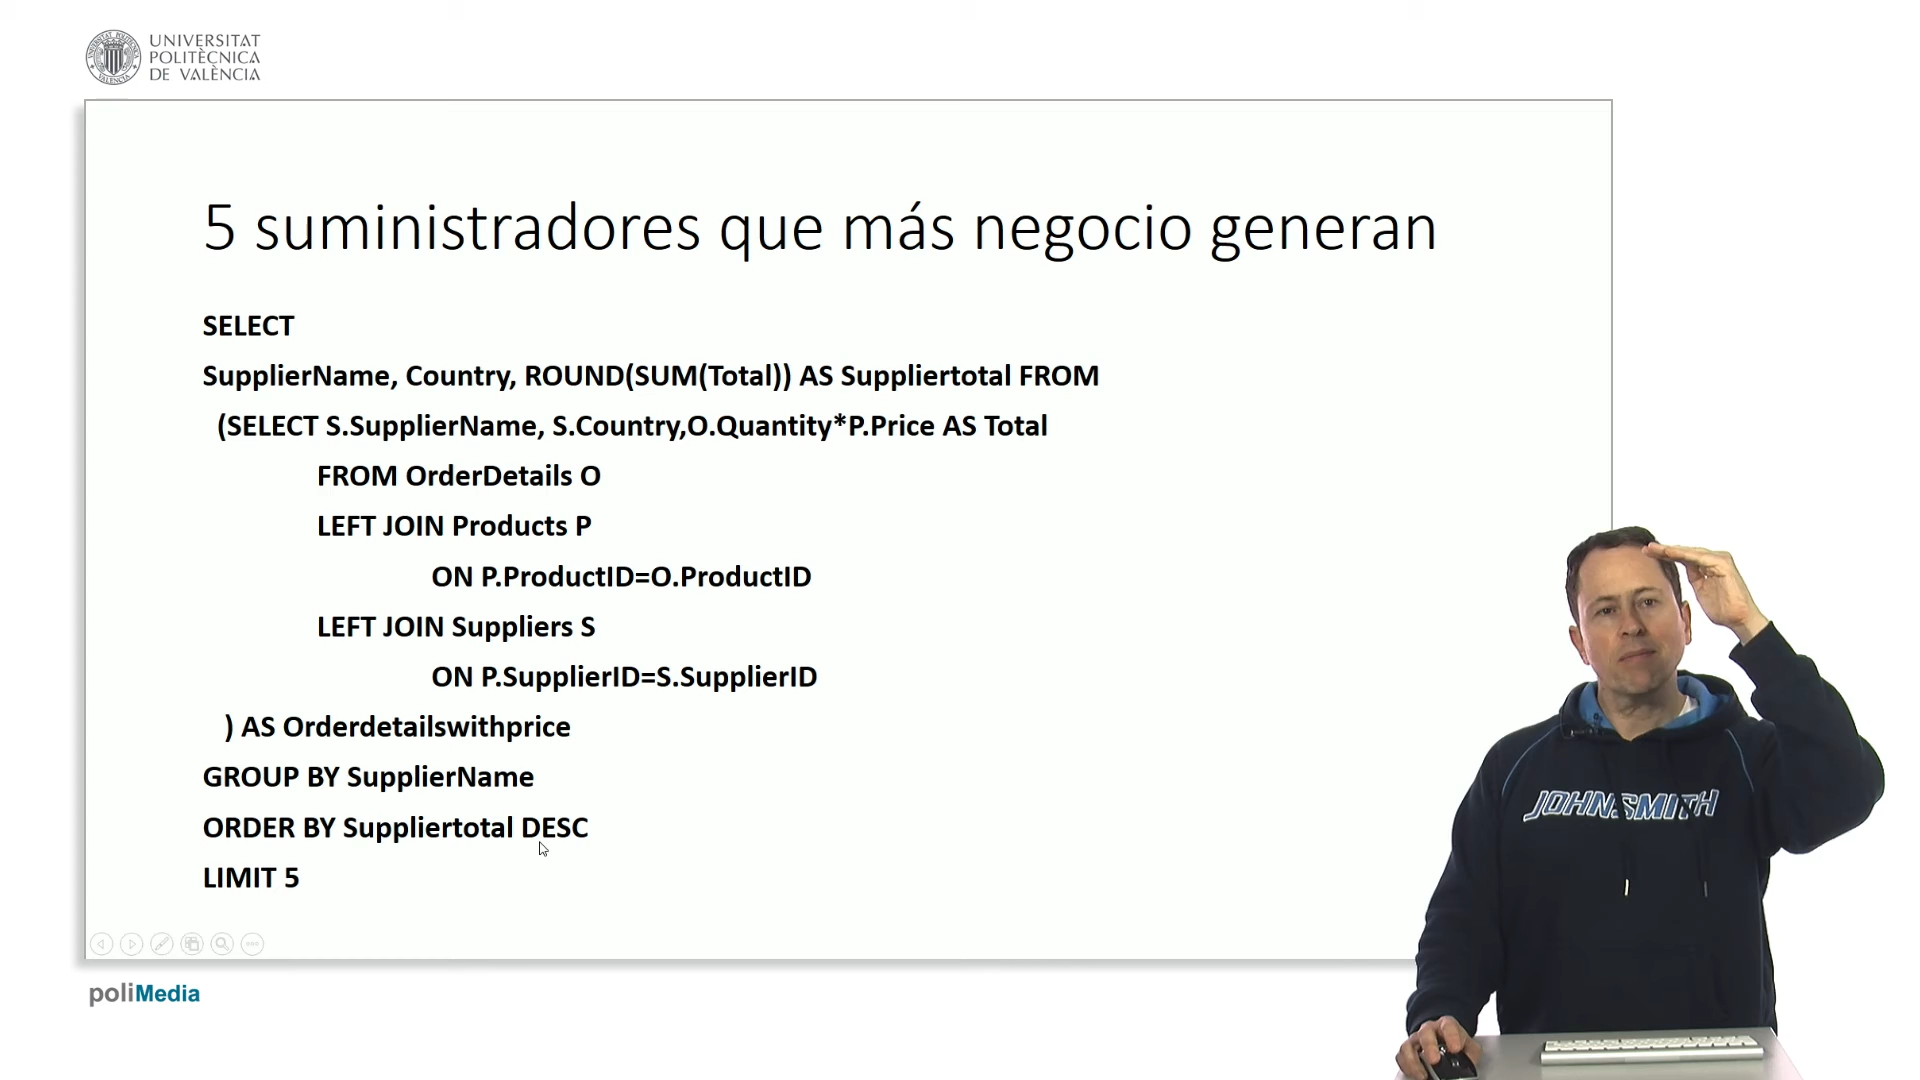 UNIVERSITAT
POLITÈCNICA
DE VALÈNCIA
5 suministradores que más negocio generan
SELECT
SupplierName, Country, ROUND(SUM(Total)) AS Suppliertotal FROM
(SELECT S.SupplierName, S.Country,O.Quantity*P.Price AS Total
FROM OrderDetails O
LEFT JOIN Products P
ON P.ProductID=O.ProductID
LEFT JOIN Suppliers S
ON P.SupplierID=S.SupplierID
) AS Orderdetailswithprice
GROUP BY SupplierName
ORDER BY Suppliertotal DESC
LIMIT 5
JOHN SMITH
poliMedia